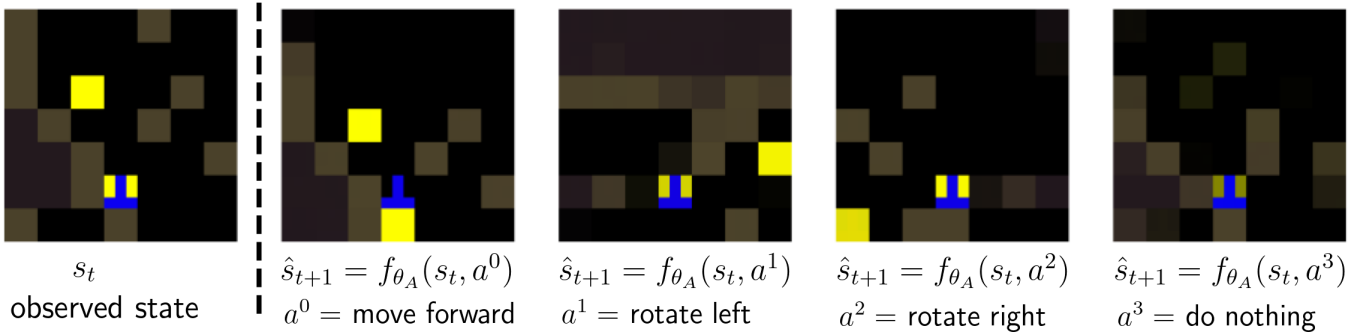 s_t
observed state
ŝ_{t+1} = f_{θ_A}(s_t, a^0)
a^0 = move forward
ŝ_{t+1} = f_{θ_A}(s_t, a^1)
a^1 = rotate left
ŝ_{t+1} = f_{θ_A}(s_t, a^2)
a^2 = rotate right
ŝ_{t+1} = f_{θ_A}(s_t, a^3)
a^3 = do nothing